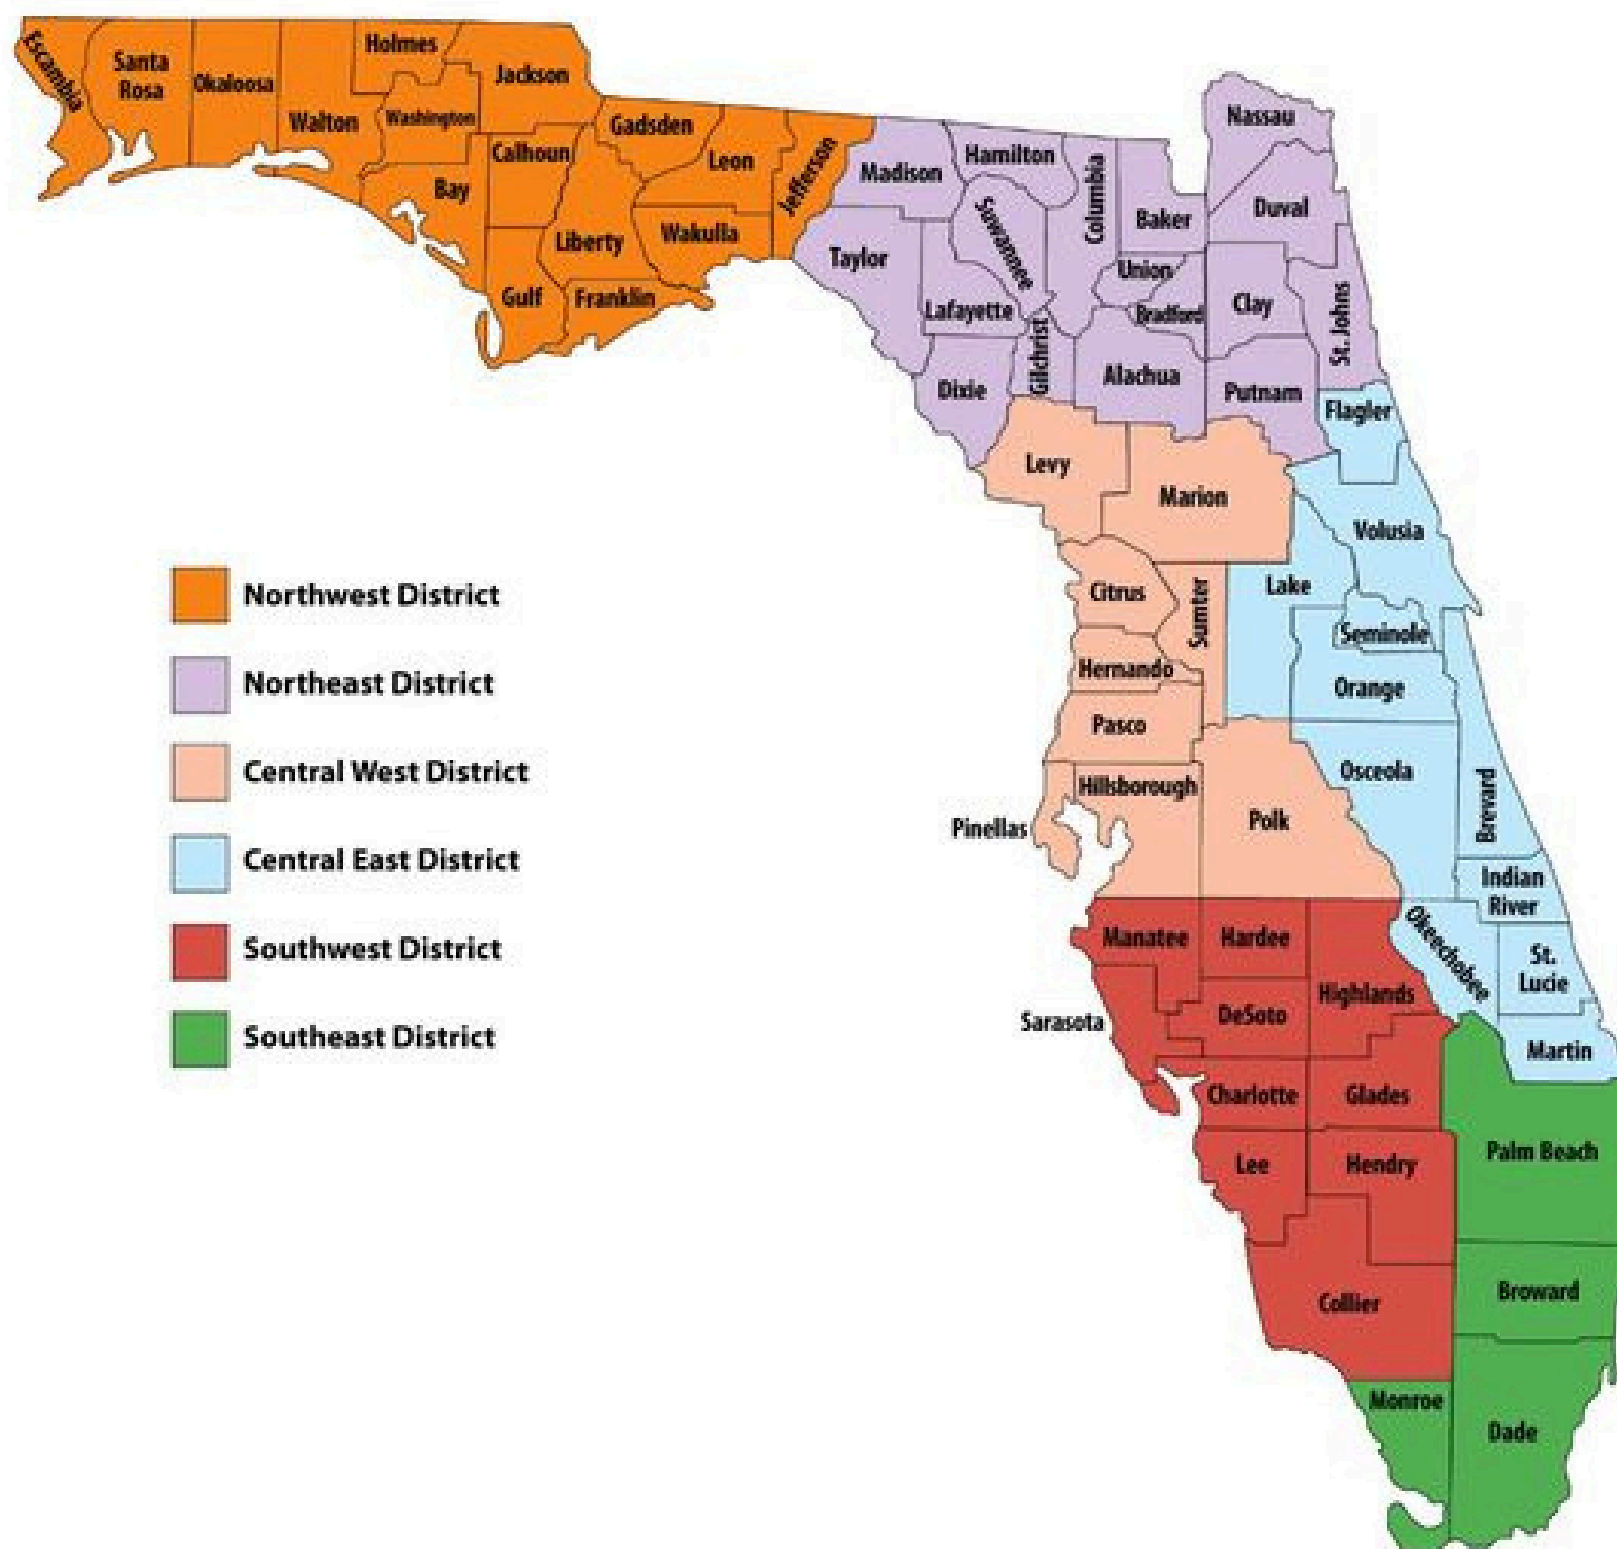 Escambia
Santa
Rosa
Okaloosa
Walton
Holmes
Washington
Jackson
Bay
Calhoun
Gulf
Liberty
Franklin
Gadsden
Leon
Wakulla
Jefferson
Madison
Taylor
Hamilton
Suwannee
Lafayette
Dixie
Gilchrist
Columbia
Baker
Union
Bradford
Alachua
Nassau
Duval
Clay
St. Johns
Putnam
Flagler
Levy
Marion
Volusia
Citrus
Sumter
Lake
Seminole
Hernando
Orange
Pasco
Hillsborough
Pinellas
Polk
Osceola
Brevard
Indian
River
Okeechobee
St.
Lucie
Martin
Manatee
Hardee
Highlands
Sarasota
DeSoto
Charlotte
Glades
Lee
Hendry
Collier
Palm Beach
Broward
Monroe
Dade
Northwest District
Northeast District
Central West District
Central East District
Southwest District
Southeast District